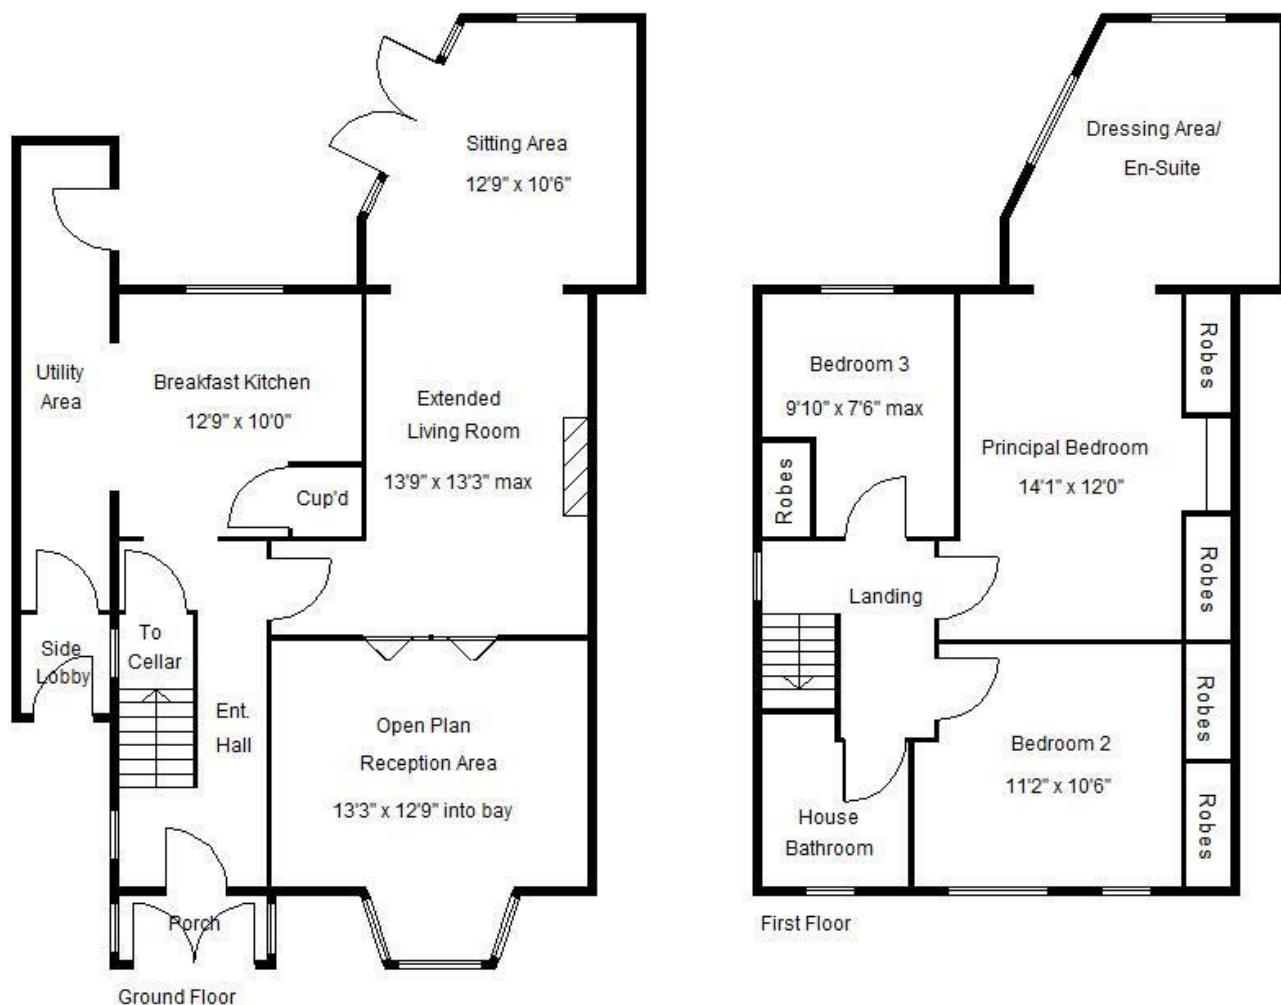 Sitting Area
12'9" x 10'6"
Utility
Area
Breakfast Kitchen
12'9" x 10'0"
Extended
Living Room
13'9" x 13'3" max
Cup'd
To
Cellar
Side
Lobby
Ent.
Hall
Open Plan
Reception Area
13'3" x 12'9" into bay
Porch
Ground Floor
Dressing Area/
En-Suite
Bedroom 3
9'10" x 7'6" max
Robes
Robes
Principal Bedroom
14'1" x 12'0"
Robes
Landing
Robes
Bedroom 2
11'2" x 10'6"
Robes
House
Bathroom
First Floor